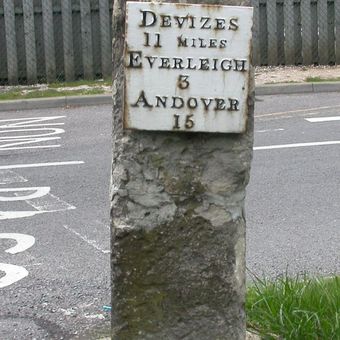 DEVIZES
11 MILES
EVERLEIGH
3
ANDOVER
15